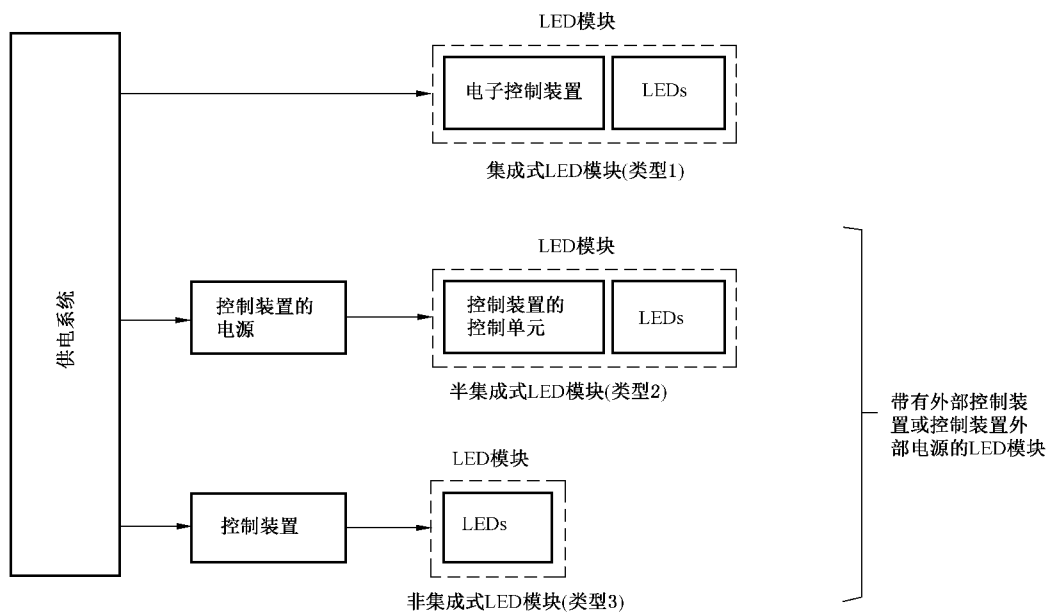 供电系统
LED模块
电子控制装置
LEDs
集成式LED模块(类型1)
LED模块
控制装置的
电源
控制装置的
控制单元
LEDs
半集成式LED模块(类型2)
LED模块
控制装置
LEDs
非集成式LED模块(类型3)
带有外部控制装
置或控制装置外
部电源的LED模块